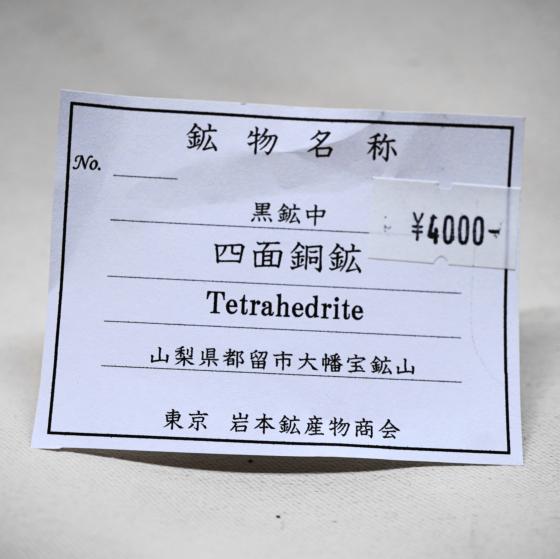 鉱物名称
No.
黒鉱中
¥4000-
四面銅鉱
Tetrahedrite
山梨県都留市大幡宝鉱山
東京 岩本鉱産物商会